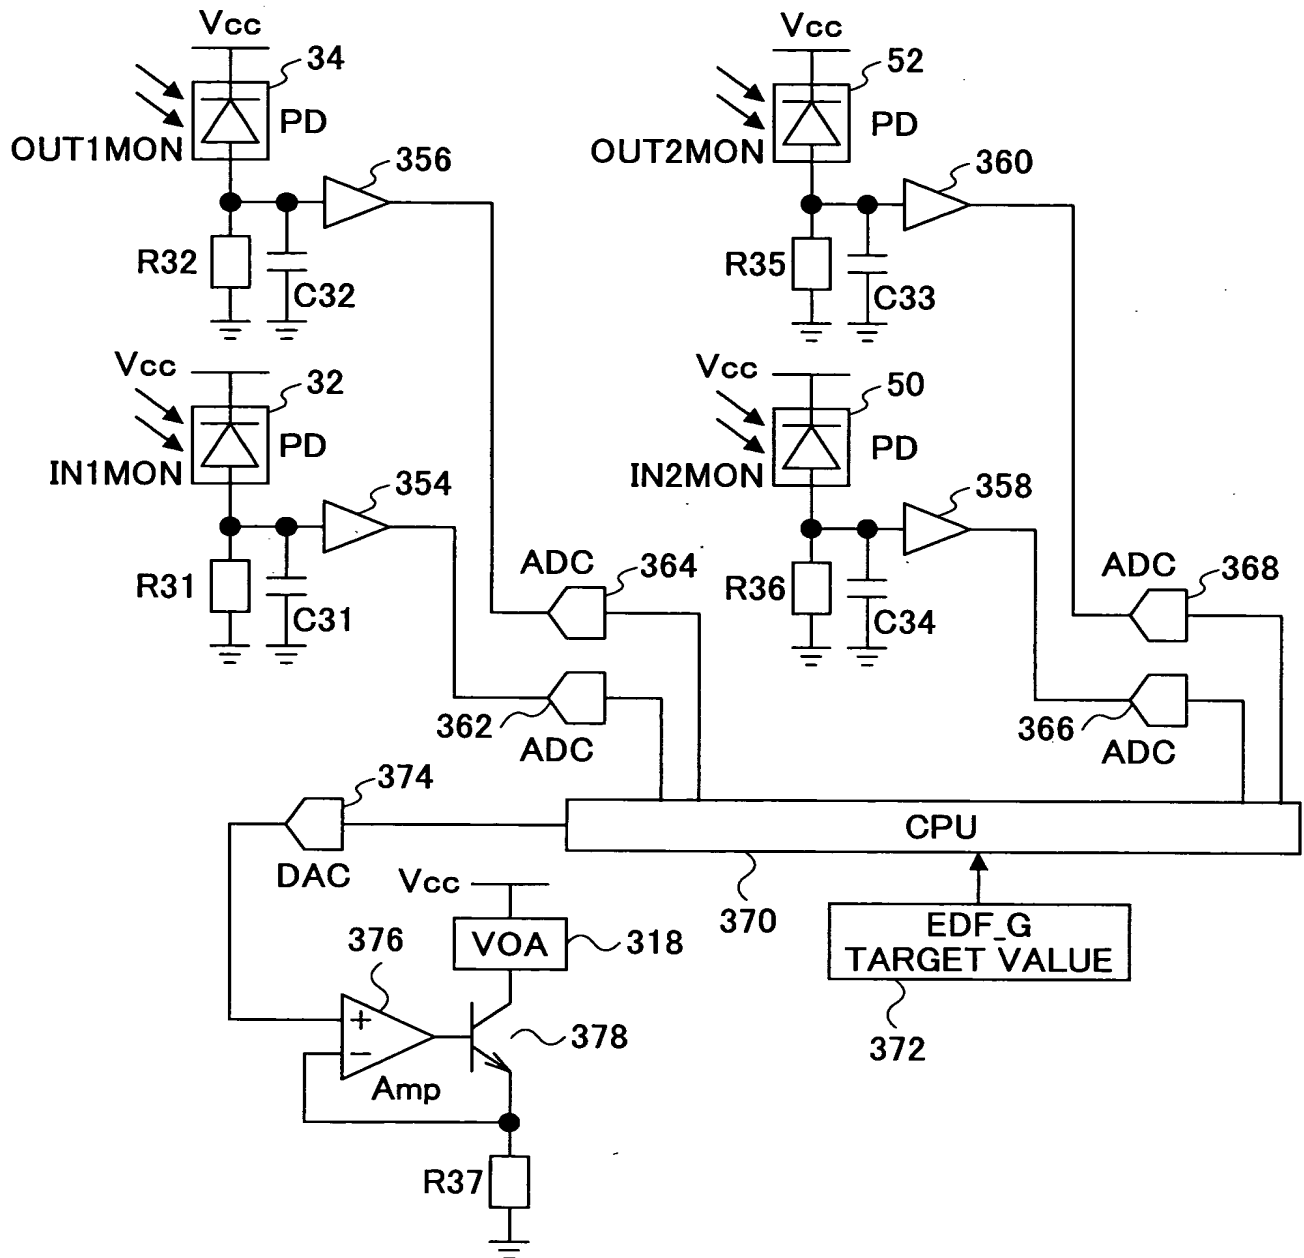 Vcc
34
PD
OUT1MON
356
R32
C32
Vcc
32
PD
IN1MON
354
R31
C31
ADC
364
362
ADC
Vcc
52
PD
OUT2MON
360
R35
C33
Vcc
50
PD
IN2MON
358
R36
C34
ADC
368
366
ADC
374
DAC
CPU
370
EDF_G
TARGET VALUE
372
Vcc
VOA
318
376
+
−
Amp
378
R37